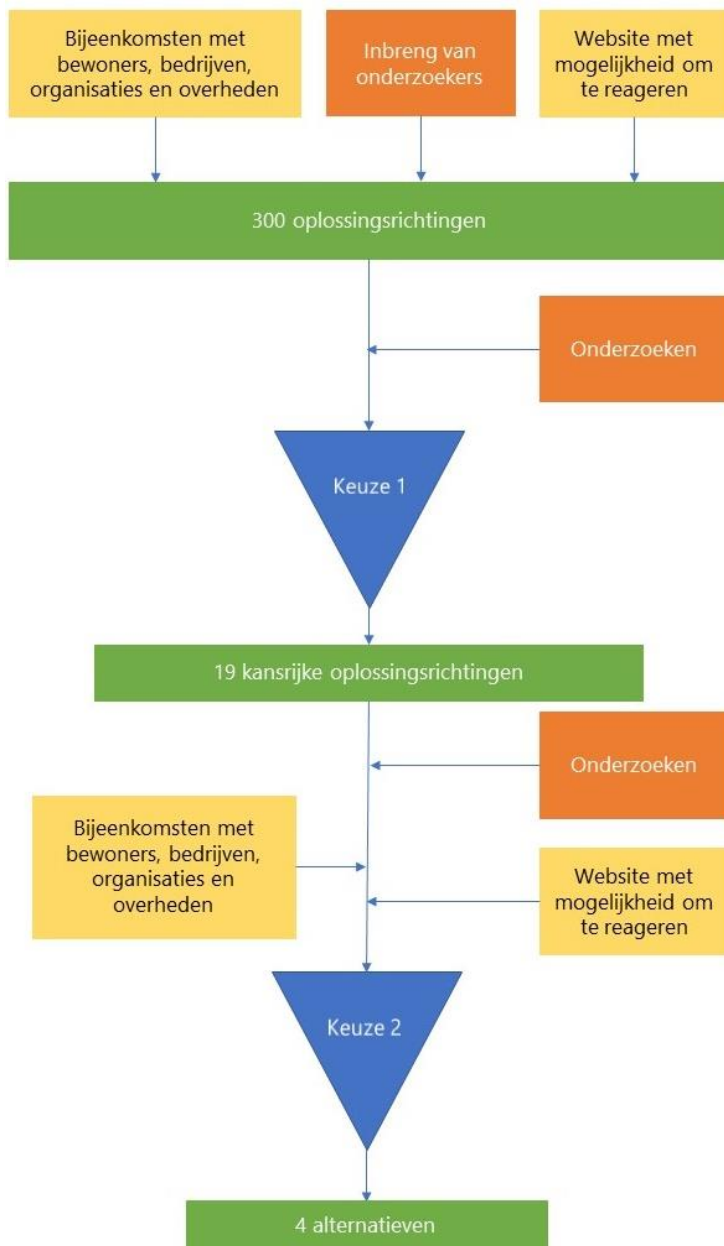 Bijeenkomsten met
bewoners, bedrijven,
organisaties en overheden
Inbreng van
onderzoekers
Website met
mogelijkheid om
te reageren
300 oplossingsrichtingen
Onderzoeken
Keuze 1
19 kansrijke oplossingsrichtingen
Onderzoeken
Bijeenkomsten met
bewoners, bedrijven,
organisaties en
overheden
Website met
mogelijkheid om
te reageren
Keuze 2
4 alternatieven